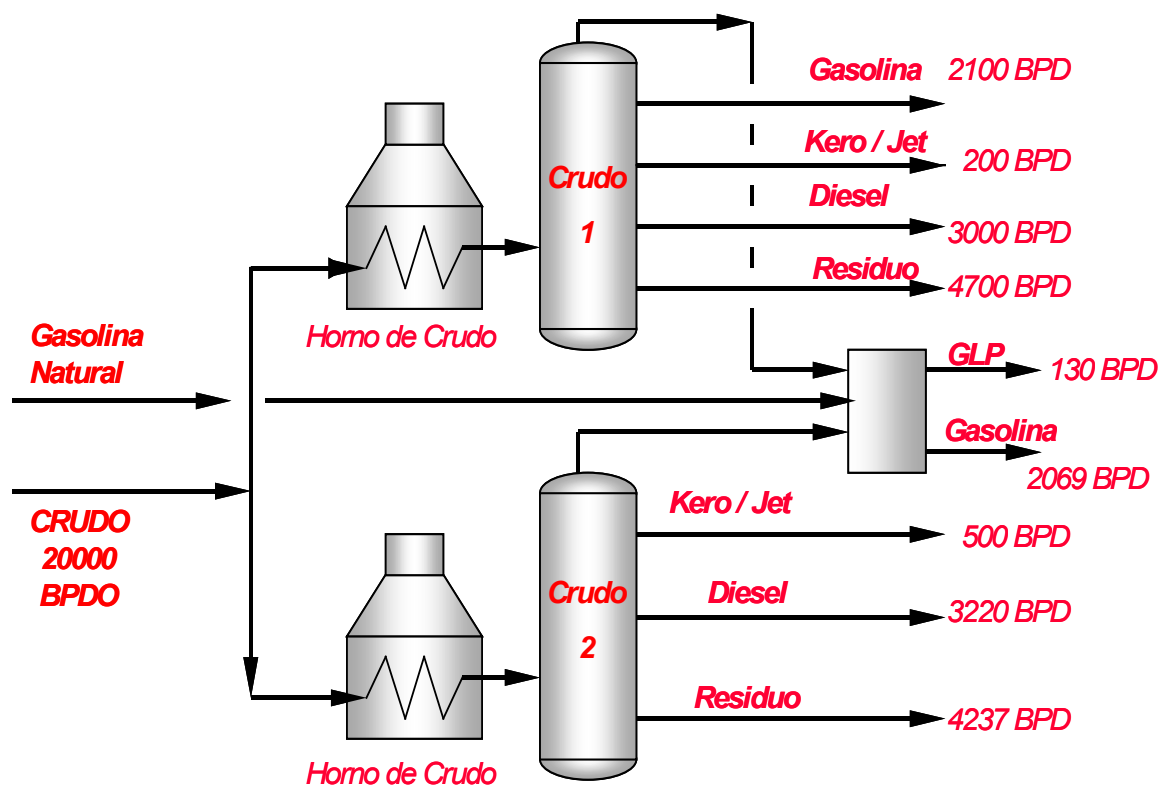 Gasolina 2100 BPD
Kero / Jet 200 BPD
Diesel
3000 BPD
Residuo 4700 BPD
Crudo
1
Horno de Crudo
Gasolina
Natural
GLP 130 BPD
Gasolina
2069 BPD
CRUDO
20000
BPDO
Kero / Jet 500 BPD
Crudo
2
Diesel 3220 BPD
Residuo 4237 BPD
Horno de Crudo